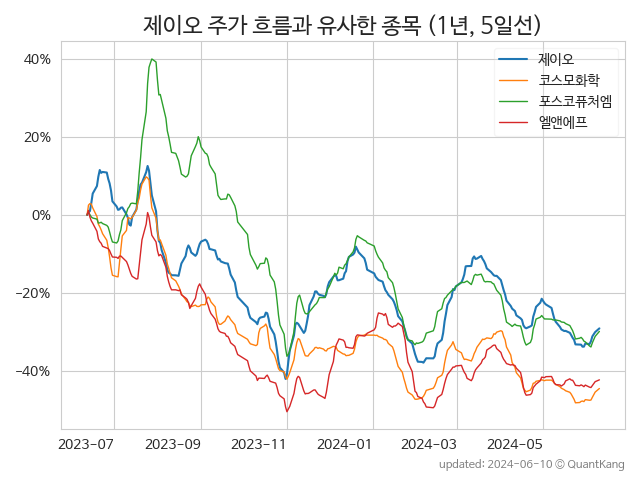 제이오 주가 흐름과 유사한 종목 (1년, 5일선)
제이오
코스모화학
포스코퓨처엠
엘앤에프
40%
20%
0%
−20%
−40%
2023-07 2023-09 2023-11 2024-01 2024-03 2024-05
updated: 2024-06-10 © QuantKang